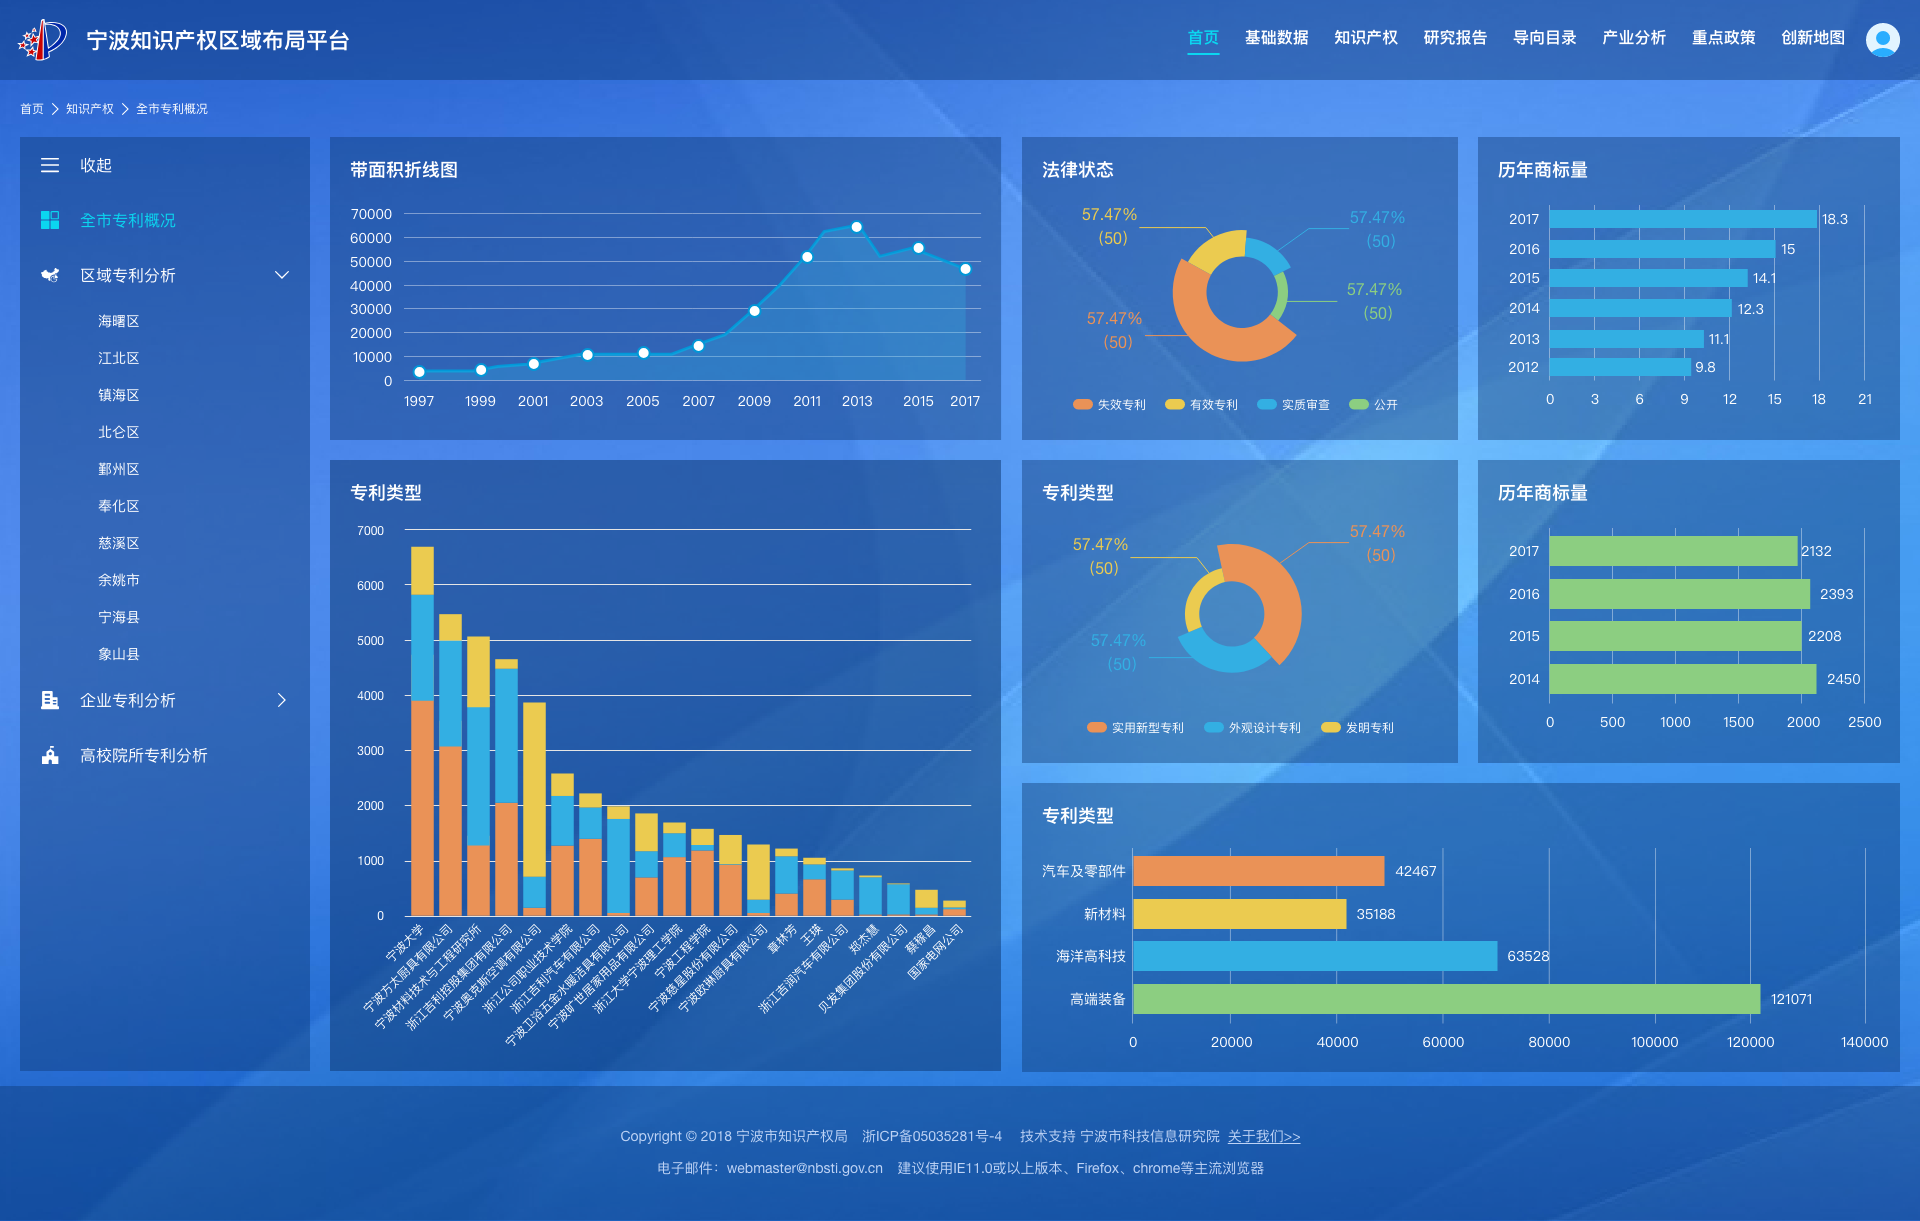 宁波知识产权区域布局平台
首页 基础数据 知识产权 研究报告 导向目录 产业分析 重点政策 创新地图
首页 > 知识产权 > 全市专利概况
收起
全市专利概况
区域专利分析
海曙区
江北区
镇海区
北仑区
鄞州区
奉化区
慈溪区
余姚市
宁海县
象山县
企业专利分析
高校院所专利分析
带面积折线图
70000
60000
50000
40000
30000
20000
10000
0
1997 1999 2001 2003 2005 2007 2009 2011 2013 2015 2017
法律状态
57.47%
(50)
57.47%
(50)
57.47%
(50)
57.47%
(50)
失效专利 有效专利 实质审查 公开
历年商标量
2017 18.3
2016 15
2015 14.1
2014 12.3
2013 11.1
2012 9.8
0 3 6 9 12 15 18 21
专利类型
7000
6000
5000
4000
3000
2000
1000
0
宁波大学
宁波方太厨具有限公司
宁波材料技术与工程研究所
浙江吉利控股集团有限公司
宁波奥克斯空调有限公司
浙江公司职业技术学院
浙江吉利汽车有限公司
宁波卫浴五金水暖洁具有限公司
宁波旷世居家用品有限公司
浙江大学宁波理工学院
宁波工程学院
宁波慈星股份有限公司
宁波欧琳厨具有限公司
章林芳
王瑛
浙江吉润汽车有限公司
郑杰慧
贝发集团股份有限公司
蔡稼昌
国家电网公司
专利类型
57.47%
(50)
57.47%
(50)
57.47%
(50)
实用新型专利 外观设计专利 发明专利
历年商标量
2017 2132
2016 2393
2015 2208
2014 2450
0 500 1000 1500 2000 2500
专利类型
汽车及零部件 42467
新材料 35188
海洋高科技 63528
高端装备 121071
0 20000 40000 60000 80000 100000 120000 140000
Copyright © 2018 宁波市知识产权局 浙ICP备05035281号-4 技术支持 宁波市科技信息研究院 关于我们>>
电子邮件：webmaster@nbsti.gov.cn 建议使用IE11.0或以上版本、Firefox、chrome等主流浏览器